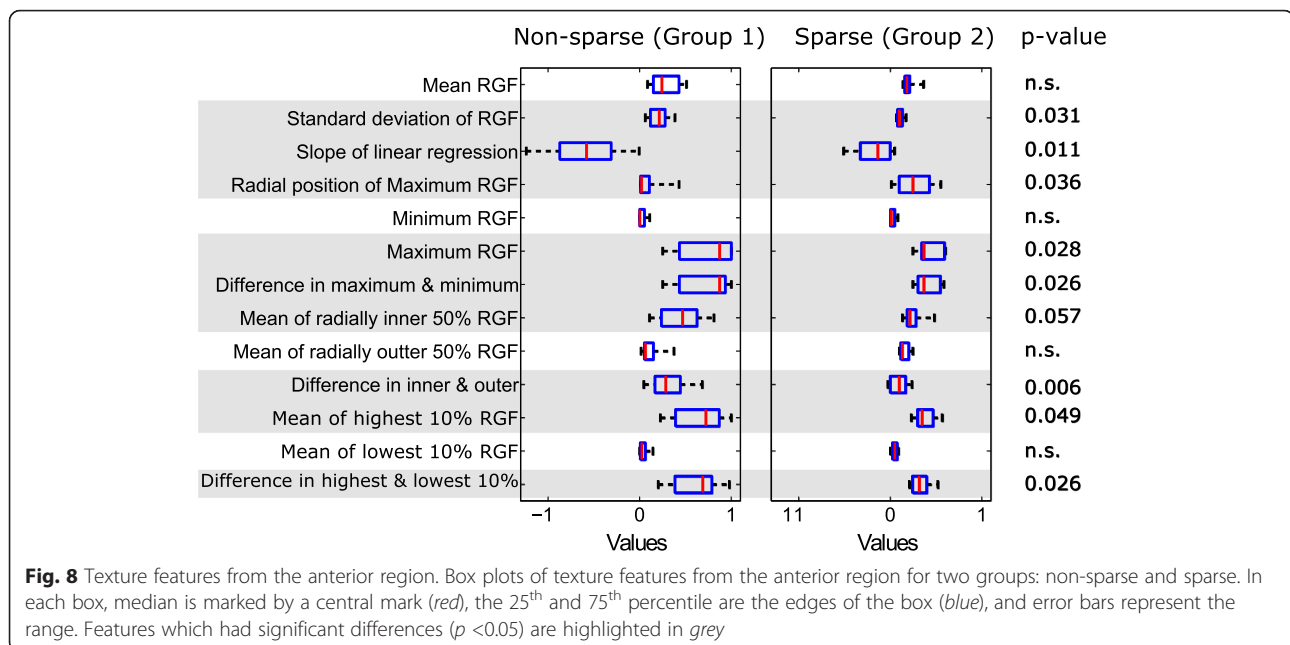 Non-sparse (Group 1) Sparse (Group 2) p-value
Mean RGF n.s.
Standard deviation of RGF 0.031
Slope of linear regression 0.011
Radial position of Maximum RGF 0.036
Minimum RGF n.s.
Maximum RGF 0.028
Difference in maximum & minimum 0.026
Mean of radially inner 50% RGF 0.057
Mean of radially outter 50% RGF n.s.
Difference in inner & outer 0.006
Mean of highest 10% RGF 0.049
Mean of lowest 10% RGF n.s.
Difference in highest & lowest 10% 0.026
−1 0 1 11 0 1
Values Values
Fig. 8 Texture features from the anterior region. Box plots of texture features from the anterior region for two groups: non-sparse and sparse. In
each box, median is marked by a central mark (red), the 25th and 75th percentile are the edges of the box (blue), and error bars represent the
range. Features which had significant differences (p <0.05) are highlighted in grey